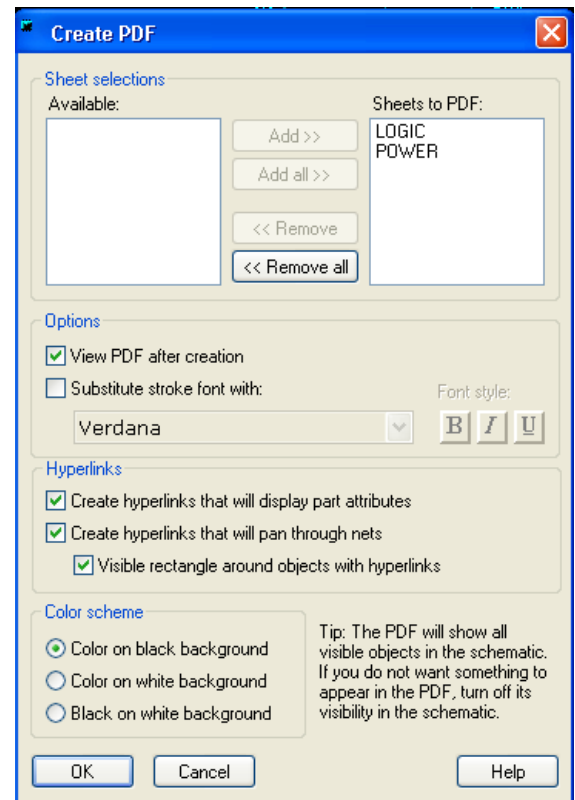 Create PDF
Sheet selections
Available:
Sheets to PDF:
Add >>
Add all >>
<< Remove
<< Remove all
LOGIC
POWER
Options
View PDF after creation
Substitute stroke font with:
Font style:
Verdana
B I U
Hyperlinks
Create hyperlinks that will display part attributes
Create hyperlinks that will pan through nets
Visible rectangle around objects with hyperlinks
Color scheme
Color on black background
Color on white background
Black on white background
Tip: The PDF will show all
visible objects in the schematic.
If you do not want something to
appear in the PDF, turn off its
visibility in the schematic.
OK
Cancel
Help